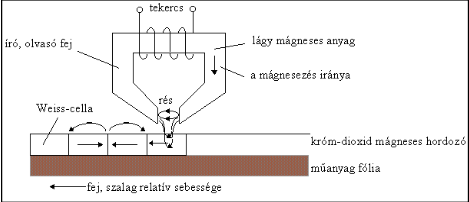 tekercs
író, olvasó fej
lágy mágneses anyag
a mágnesezés iránya
rés
Weiss-cella
króm-dioxid mágneses hordozó
műanyag fólia
fej, szalag relatív sebessége